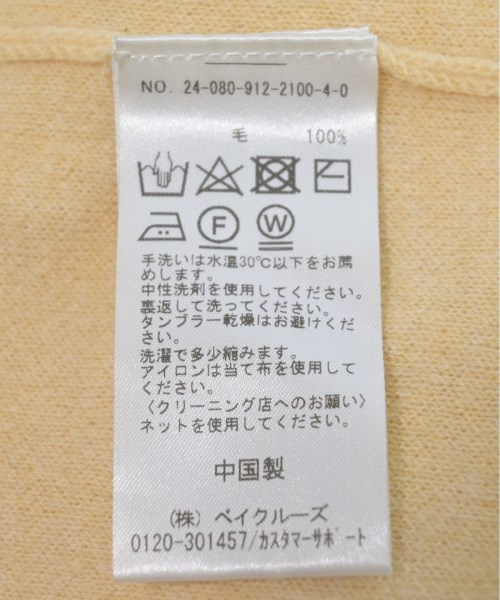 NO. 24-080-912-2100-4-0
毛 100%
F W
手洗いは水温30℃以下をお薦
めします。
中性洗剤を使用してください。
裏返して洗ってください。
タンブラー乾燥はお避けくだ
さい。
洗濯で多少縮みます。
アイロンは当て布を使用して
ください。
〈クリーニング店へのお願い〉
ネットを使用してください。
中国製
(株) ベイクルーズ
0120-301457/カスタマーサポート